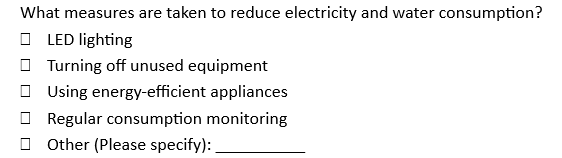 What measures are taken to reduce electricity and water consumption?
☐ LED lighting
☐ Turning off unused equipment
☐ Using energy-efficient appliances
☐ Regular consumption monitoring
☐ Other (Please specify): ___________